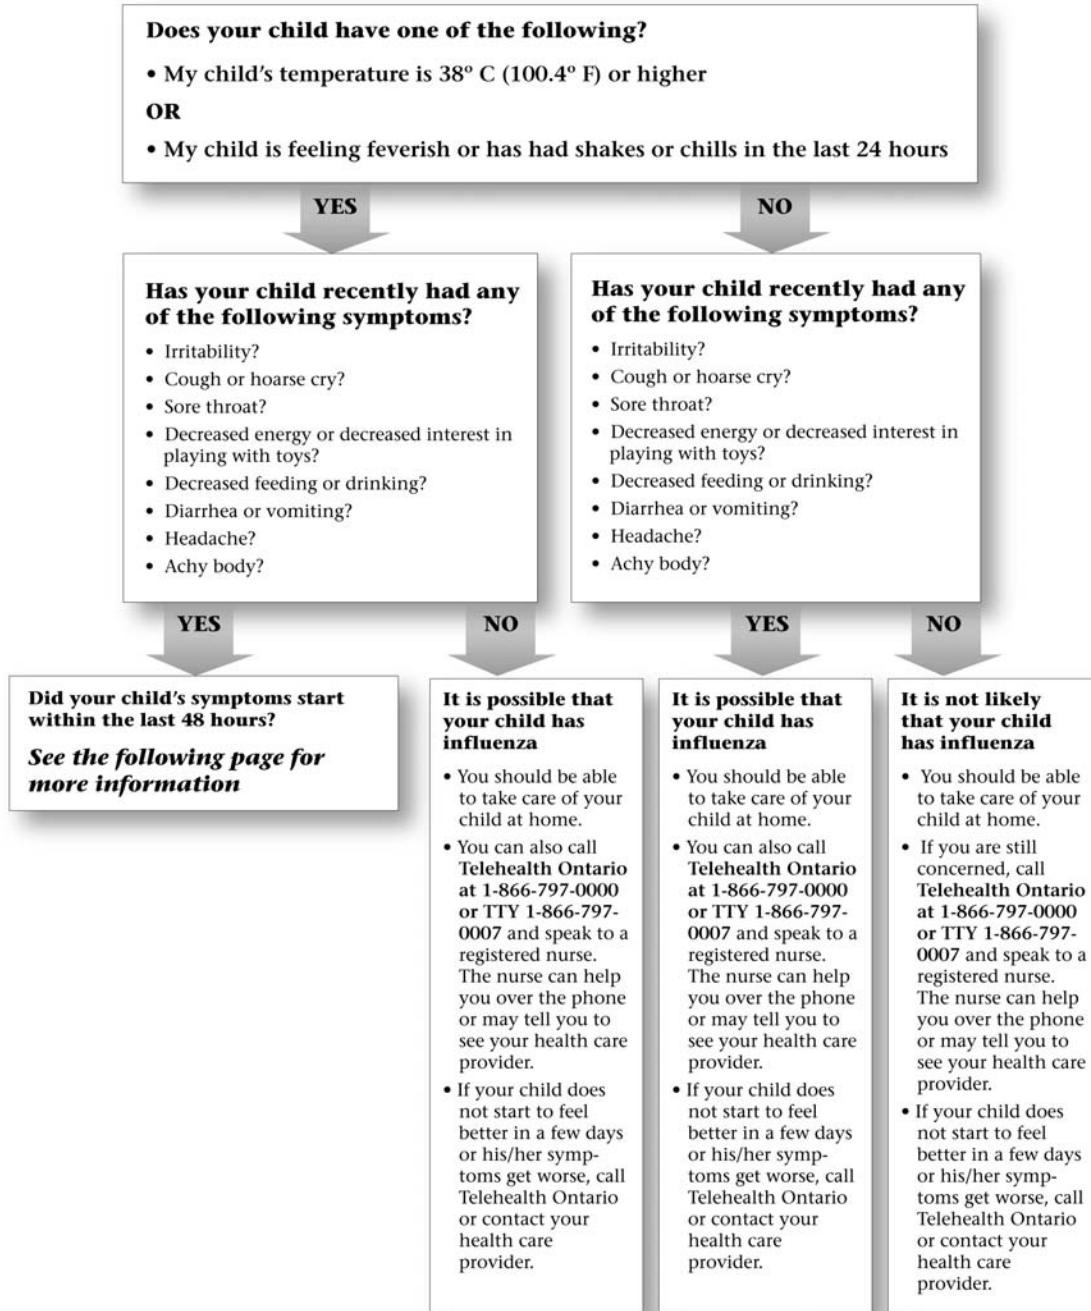 Does your child have one of the following?
• My child's temperature is 38º C (100.4º F) or higher
OR
• My child is feeling feverish or has had shakes or chills in the last 24 hours
YES
NO
Has your child recently had any
of the following symptoms?
• Irritability?
• Cough or hoarse cry?
• Sore throat?
• Decreased energy or decreased interest in
playing with toys?
• Decreased feeding or drinking?
• Diarrhea or vomiting?
• Headache?
• Achy body?
Has your child recently had any
of the following symptoms?
• Irritability?
• Cough or hoarse cry?
• Sore throat?
• Decreased energy or decreased interest in
playing with toys?
• Decreased feeding or drinking?
• Diarrhea or vomiting?
• Headache?
• Achy body?
YES
NO
YES
NO
Did your child's symptoms start
within the last 48 hours?
See the following page for
more information
It is possible that
your child has
influenza
• You should be able
to take care of your
child at home.
• You can also call
Telehealth Ontario
at 1-866-797-0000
or TTY 1-866-797-
0007 and speak to a
registered nurse.
The nurse can help
you over the phone
or may tell you to
see your health care
provider.
• If your child does
not start to feel
better in a few days
or his/her symp-
toms get worse, call
Telehealth Ontario
or contact your
health care
provider.
It is possible that
your child has
influenza
• You should be able
to take care of your
child at home.
• You can also call
Telehealth Ontario
at 1-866-797-0000
or TTY 1-866-797-
0007 and speak to a
registered nurse.
The nurse can help
you over the phone
or may tell you to
see your health care
provider.
• If your child does
not start to feel
better in a few days
or his/her symp-
toms get worse, call
Telehealth Ontario
or contact your
health care
provider.
It is not likely
that your child
has influenza
• You should be able
to take care of your
child at home.
• If you are still
concerned, call
Telehealth Ontario
at 1-866-797-0000
or TTY 1-866-797-
0007 and speak to a
registered nurse.
The nurse can help
you over the phone
or may tell you to
see your health care
provider.
• If your child does
not start to feel
better in a few days
or his/her symp-
toms get worse, call
Telehealth Ontario
or contact your
health care
provider.